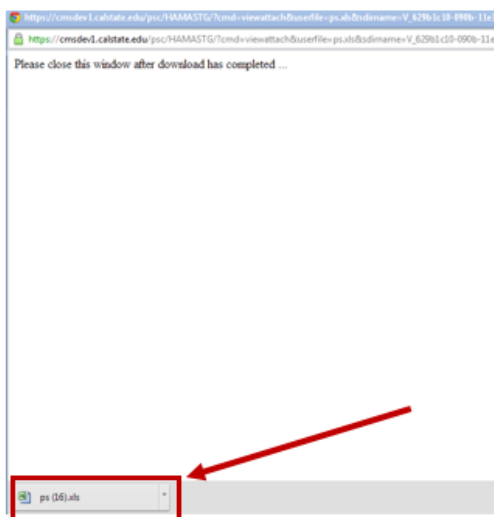 https://cmsdev1.calstate.edu/psc/HAMASTG/?cmd=viewattach&userfile=ps.xls&sdirname=V_629b1c10-090b-11e
https://cmsdev1.calstate.edu/psc/HAMASTG/?cmd=viewattach&userfile=ps.xls&sdirname=V_629b1c10-090b-11e
Please close this window after download has completed ...
ps (16).xls